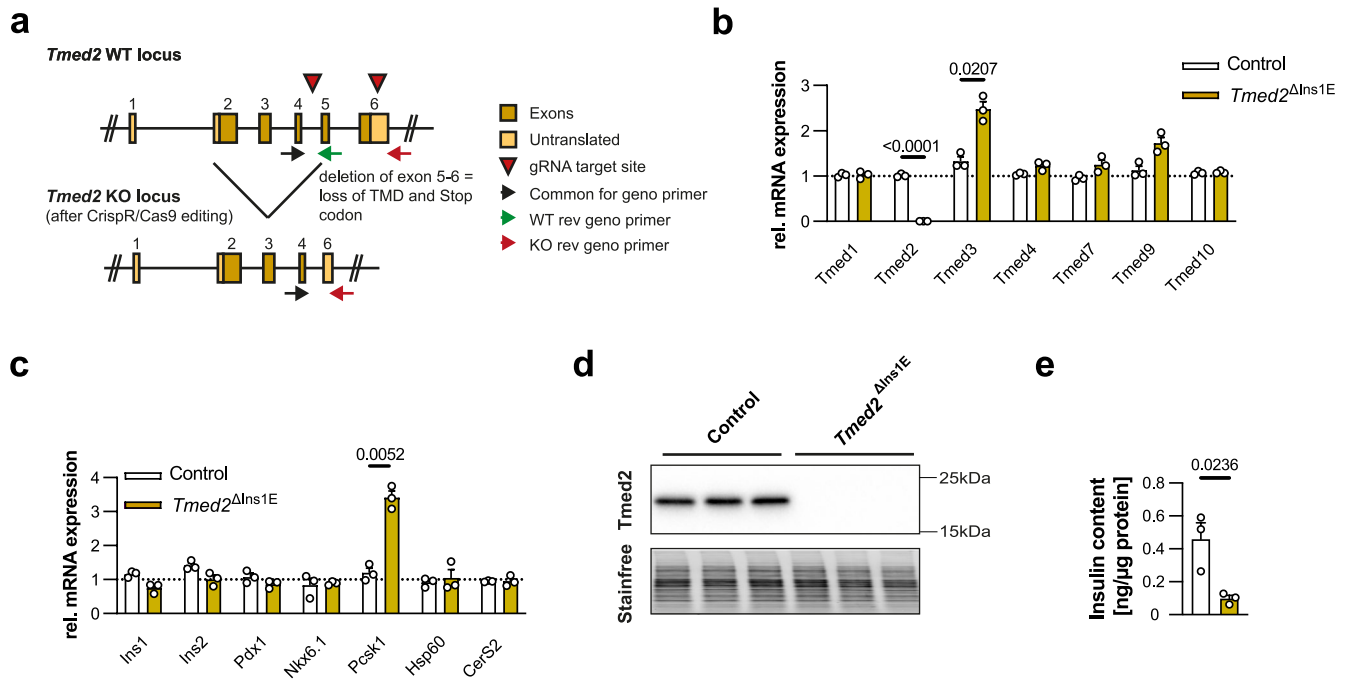 a
Tmed2 WT locus
1
2
3
4
5
6
Exons
Untranslated
gRNA target site
Common for geno primer
WT rev geno primer
KO rev geno primer
deletion of exon 5-6 =
loss of TMD and Stop
codon
Tmed2 KO locus
(after CrispR/Cas9 editing)
1
2
3
4
6
b
Control
Tmed2ΔIns1E
rel. mRNA expression
3
2
1
0
<0.0001
0.0207
Tmed1
Tmed2
Tmed3
Tmed4
Tmed7
Tmed9
Tmed10
c
Control
Tmed2ΔIns1E
rel. mRNA expression
4
3
2
1
0
0.0052
Ins1
Ins2
Pdx1
Nkx6.1
Pcsk1
Hsp60
CerS2
d
Control
Tmed2ΔIns1E
Tmed2
25kDa
15kDa
Stainfree
e
Insulin content
[ng/µg protein]
0.8
0.6
0.4
0.2
0
0.0236